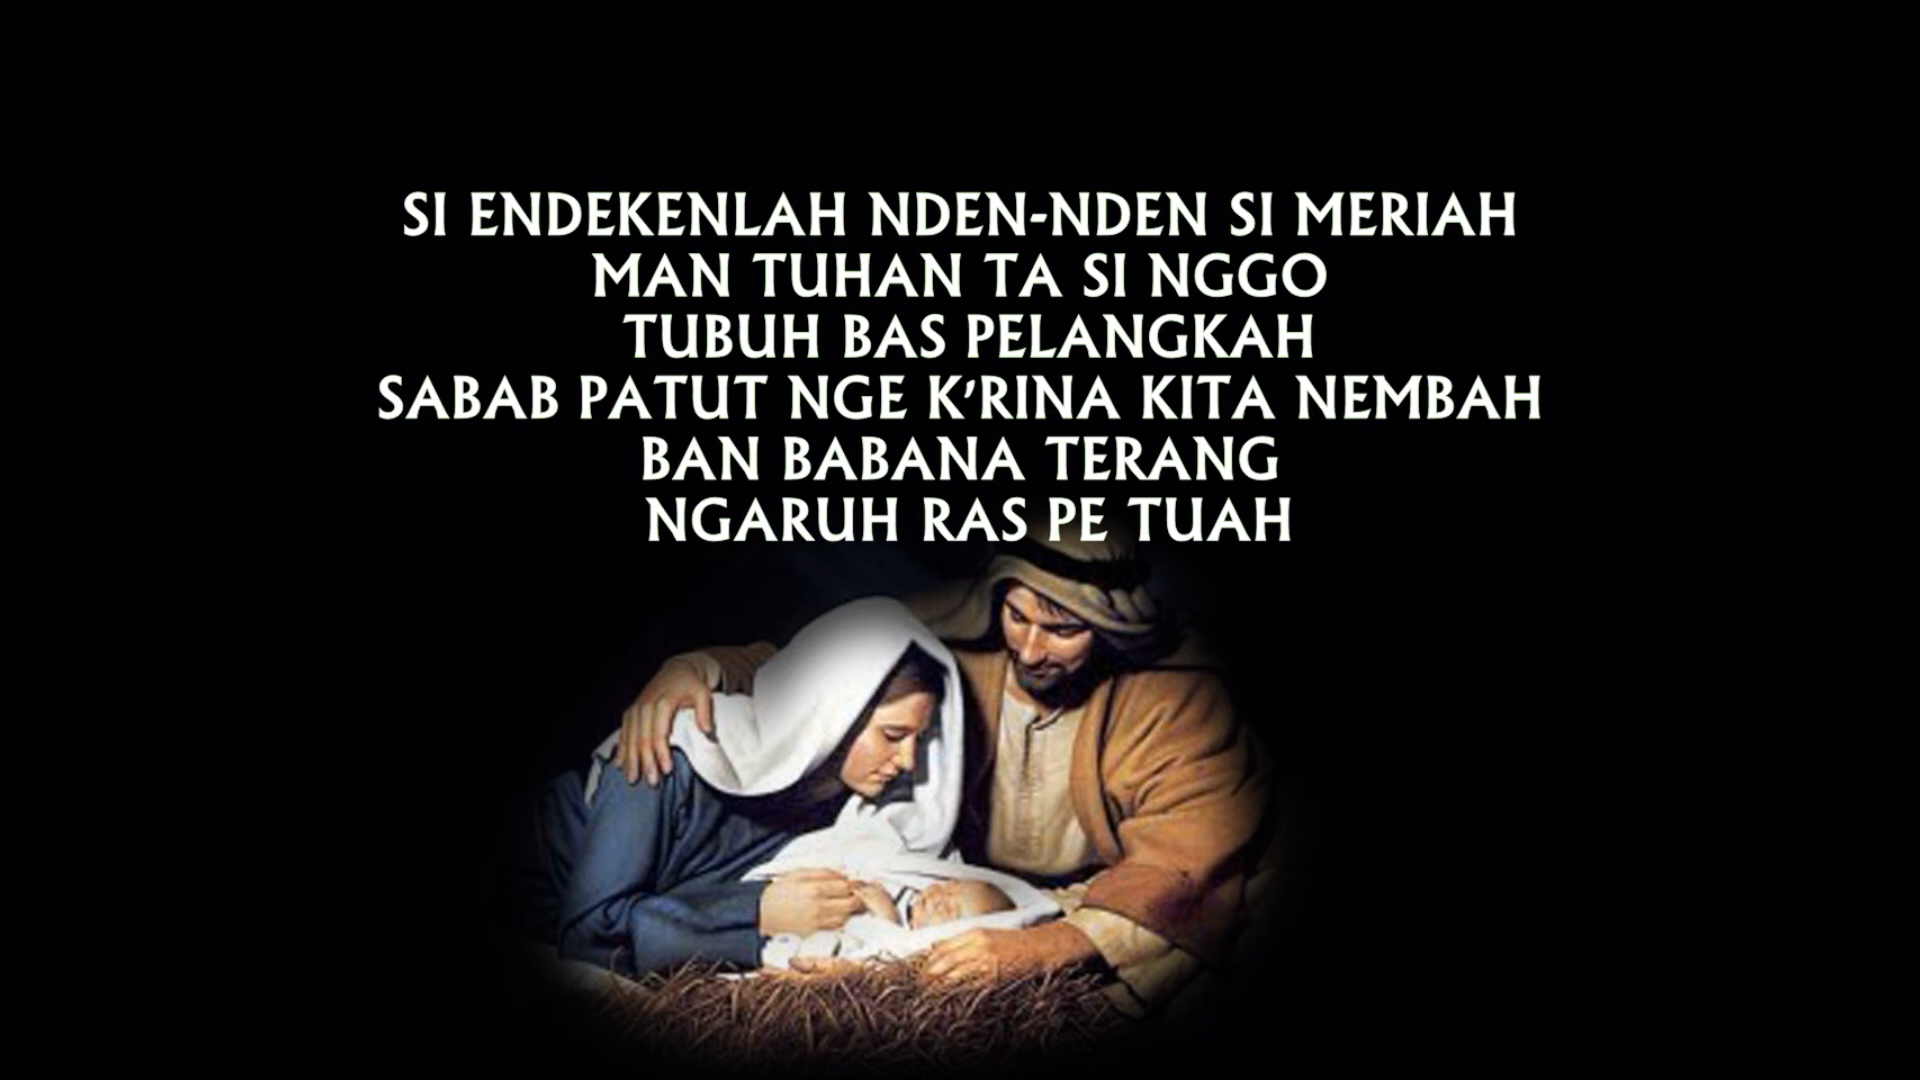 SI ENDEKENLAH NDEN-NDEN SI MERIAH
MAN TUHAN TA SI NGGO
TUBUH BAS PELANGKAH
SABAB PATUT NGE K'RINA KITA NEMBAH
BAN BABANA TERANG
NGARUH RAS PE TUAH